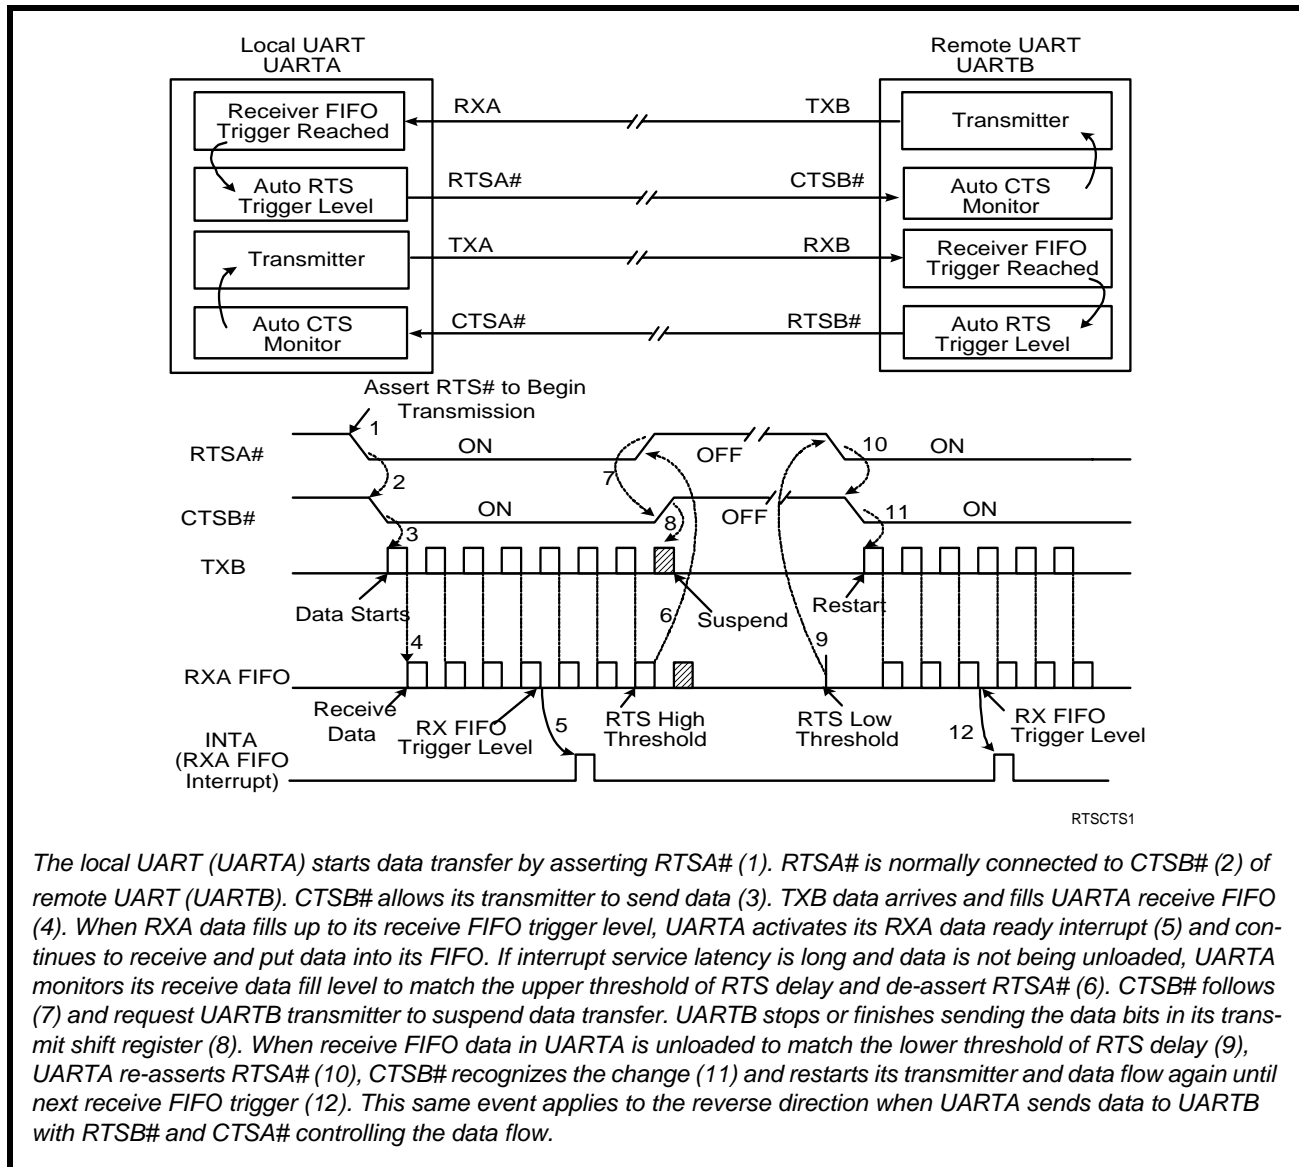 Local UART
UARTA
Remote UART
UARTB
Receiver FIFO
Trigger Reached
RXA
TXB
Transmitter
Auto RTS
Trigger Level
RTSA#
CTSB#
Auto CTS
Monitor
Transmitter
TXA
RXB
Receiver FIFO
Trigger Reached
Auto CTS
Monitor
CTSA#
RTSB#
Auto RTS
Trigger Level
Assert RTS# to Begin
Transmission
RTSA#
1
ON
7
OFF
10
ON
2
CTSB#
ON
8
OFF
11
3
ON
TXB
Data Starts
6
Suspend
Restart
4
9
RXA FIFO
Receive
Data
RX FIFO
Trigger Level
5
RTS High
Threshold
RTS Low
Threshold
12
RX FIFO
Trigger Level
INTA
(RXA FIFO
Interrupt)
RTSCTS1
The local UART (UARTA) starts data transfer by asserting RTSA# (1). RTSA# is normally connected to CTSB# (2) of
remote UART (UARTB). CTSB# allows its transmitter to send data (3). TXB data arrives and fills UARTA receive FIFO
(4). When RXA data fills up to its receive FIFO trigger level, UARTA activates its RXA data ready interrupt (5) and con-
tinues to receive and put data into its FIFO. If interrupt service latency is long and data is not being unloaded, UARTA
monitors its receive data fill level to match the upper threshold of RTS delay and de-assert RTSA# (6). CTSB# follows
(7) and request UARTB transmitter to suspend data transfer. UARTB stops or finishes sending the data bits in its trans-
mit shift register (8). When receive FIFO data in UARTA is unloaded to match the lower threshold of RTS delay (9),
UARTA re-asserts RTSA# (10), CTSB# recognizes the change (11) and restarts its transmitter and data flow again until
next receive FIFO trigger (12). This same event applies to the reverse direction when UARTA sends data to UARTB
with RTSB# and CTSA# controlling the data flow.